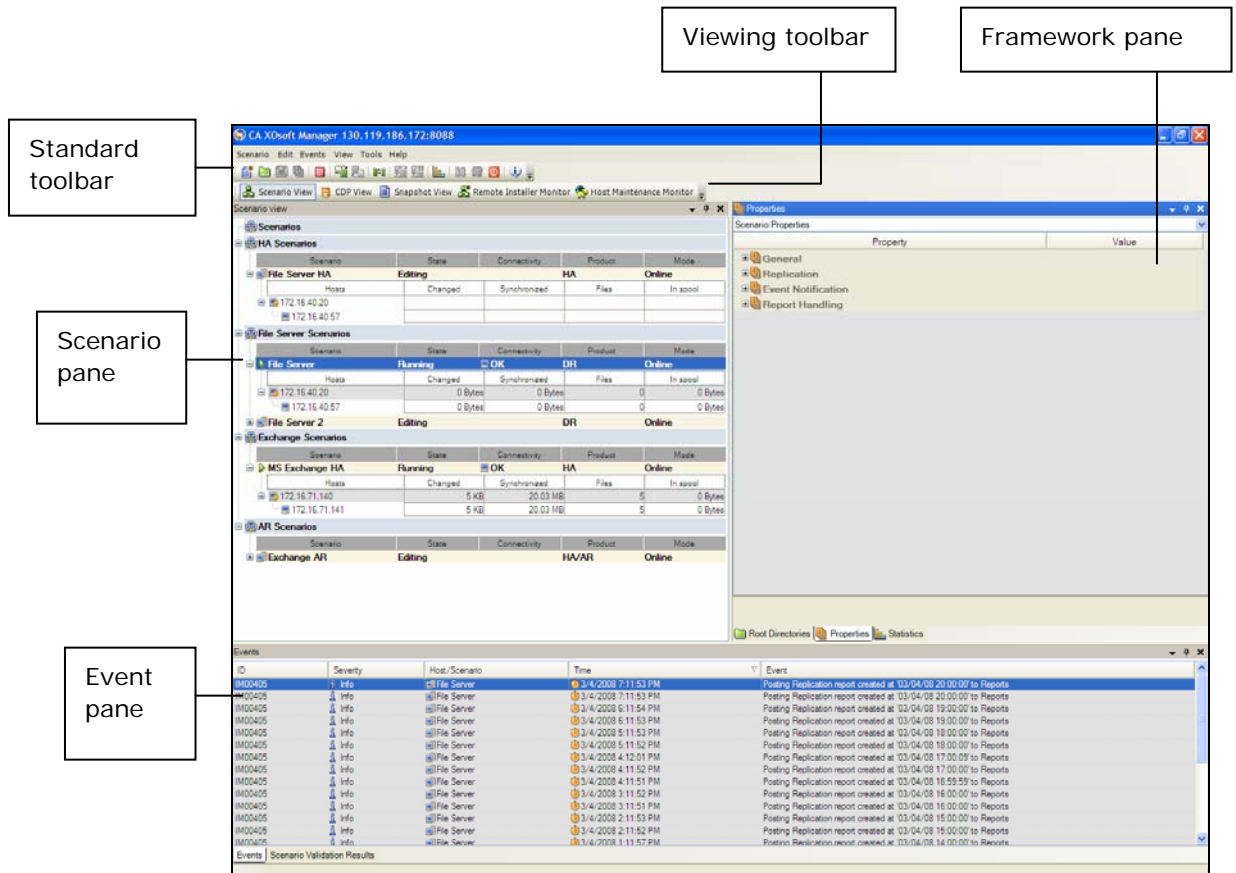 Viewing toolbar
Framework pane
Standard toolbar
Scenario pane
Event pane
CA XOsoft Manager 130.119.186.172:8088
Scenario Edit Events View Tools Help
Scenario View CDP View Snapshot View Remote Installer Monitor Host Maintenance Monitor
Scenario view
Scenarios
HA Scenarios
Scenario State Connectivity Product Mode
File Server HA Editing HA Online
Hosts Changed Synchronized Files In spool
172.16.40.20
172.16.40.57
File Server Scenarios
Scenario State Connectivity Product Mode
File Server Running OK DR Online
Hosts Changed Synchronized Files In spool
172.16.40.20 0 Bytes 0 Bytes 0 0 Bytes
172.16.40.57 0 Bytes 0 Bytes 0 0 Bytes
File Server 2 Editing DR Online
Exchange Scenarios
Scenario State Connectivity Product Mode
MS Exchange HA Running OK HA Online
Hosts Changed Synchronized Files In spool
172.16.71.140 5 KB 20.03 MB 5 0 Bytes
172.16.71.141 5 KB 20.03 MB 5 0 Bytes
AR Scenarios
Scenario State Connectivity Product Mode
Exchange AR Editing HA/AR Online
Properties
Scenario Properties
Property Value
General
Replication
Event Notification
Report Handling
Root Directories Properties Statistics
Events
ID Severity Host/Scenario Time Event
IM00405 Info File Server 3/4/2008 7:11:53 PM Posting Replication report created at '03/04/08 20:00:00' to Reports
IM00405 Info File Server 3/4/2008 7:11:53 PM Posting Replication report created at '03/04/08 20:00:00' to Reports
IM00405 Info File Server 3/4/2008 6:11:54 PM Posting Replication report created at '03/04/08 19:00:00' to Reports
IM00405 Info File Server 3/4/2008 6:11:53 PM Posting Replication report created at '03/04/08 19:00:00' to Reports
IM00405 Info File Server 3/4/2008 5:11:53 PM Posting Replication report created at '03/04/08 18:00:00' to Reports
IM00405 Info File Server 3/4/2008 5:11:52 PM Posting Replication report created at '03/04/08 18:00:00' to Reports
IM00405 Info File Server 3/4/2008 4:12:01 PM Posting Replication report created at '03/04/08 17:00:09' to Reports
IM00405 Info File Server 3/4/2008 4:11:52 PM Posting Replication report created at '03/04/08 17:00:00' to Reports
IM00405 Info File Server 3/4/2008 4:11:51 PM Posting Replication report created at '03/04/08 16:59:59' to Reports
IM00405 Info File Server 3/4/2008 3:11:52 PM Posting Replication report created at '03/04/08 16:00:00' to Reports
IM00405 Info File Server 3/4/2008 3:11:51 PM Posting Replication report created at '03/04/08 16:00:00' to Reports
IM00405 Info File Server 3/4/2008 2:11:53 PM Posting Replication report created at '03/04/08 15:00:00' to Reports
IM00405 Info File Server 3/4/2008 2:11:52 PM Posting Replication report created at '03/04/08 15:00:00' to Reports
IM00405 Info File Server 3/4/2008 1:11:57 PM Posting Replication report created at '03/04/08 14:00:00' to Reports
Events Scenario Validation Results